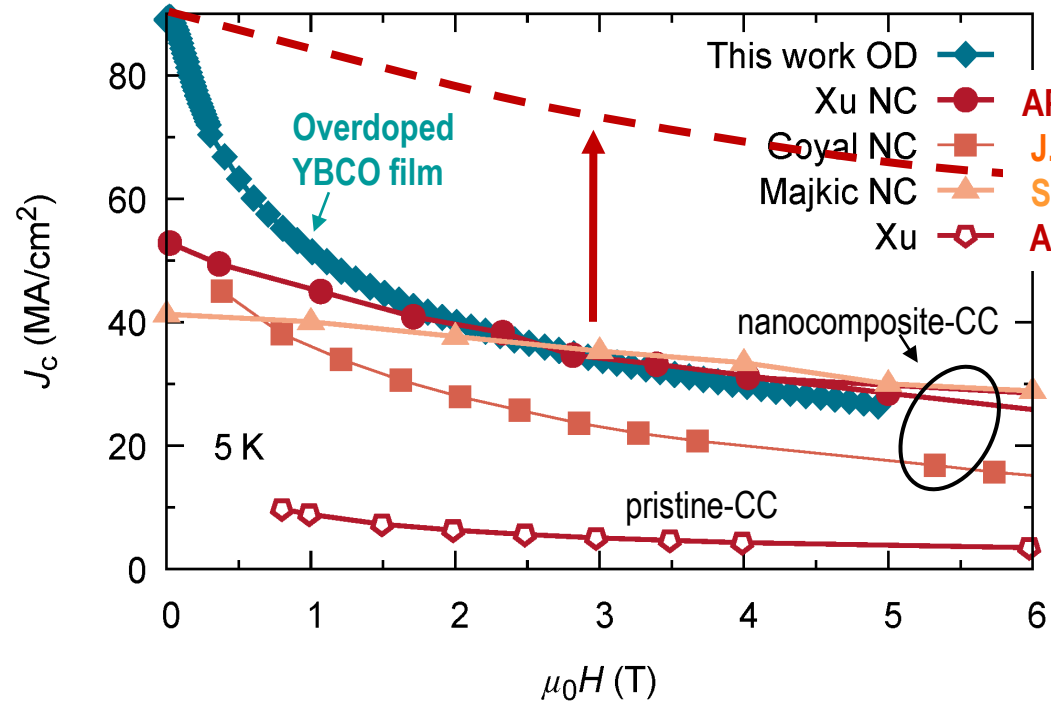 80
60
40
20
0
J_c (MA/cm²)
This work OD
Xu NC
Goyal NC
J.
Majkic NC
S
Xu
A
Overdoped
YBCO film
nanocomposite-CC
5 K
pristine-CC
0 1 2 3 4 5 6
μ₀H (T)